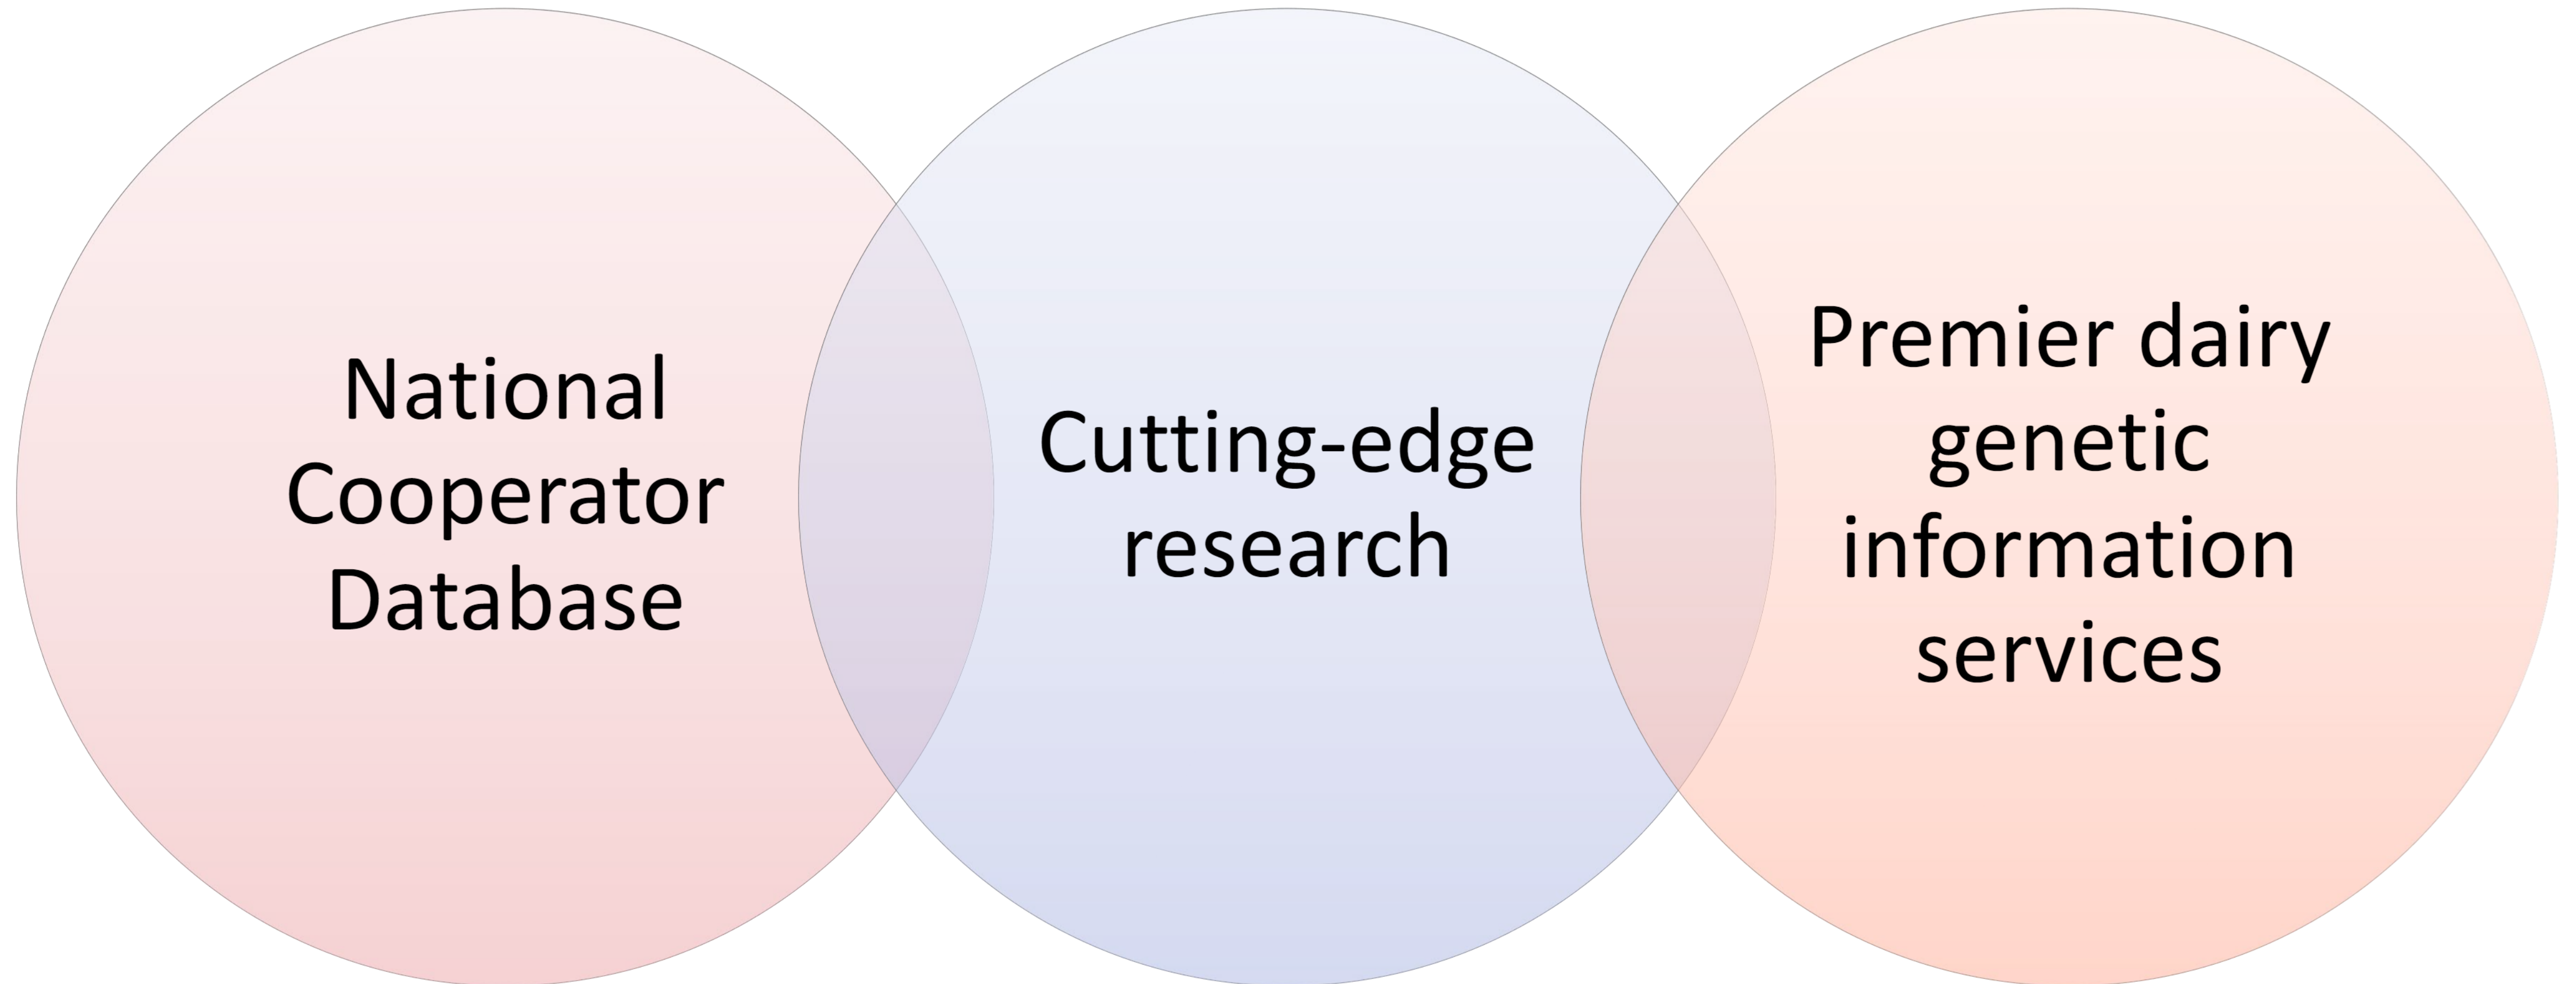 National
Cooperator
Database
Cutting-edge
research
Premier dairy
genetic
information
services